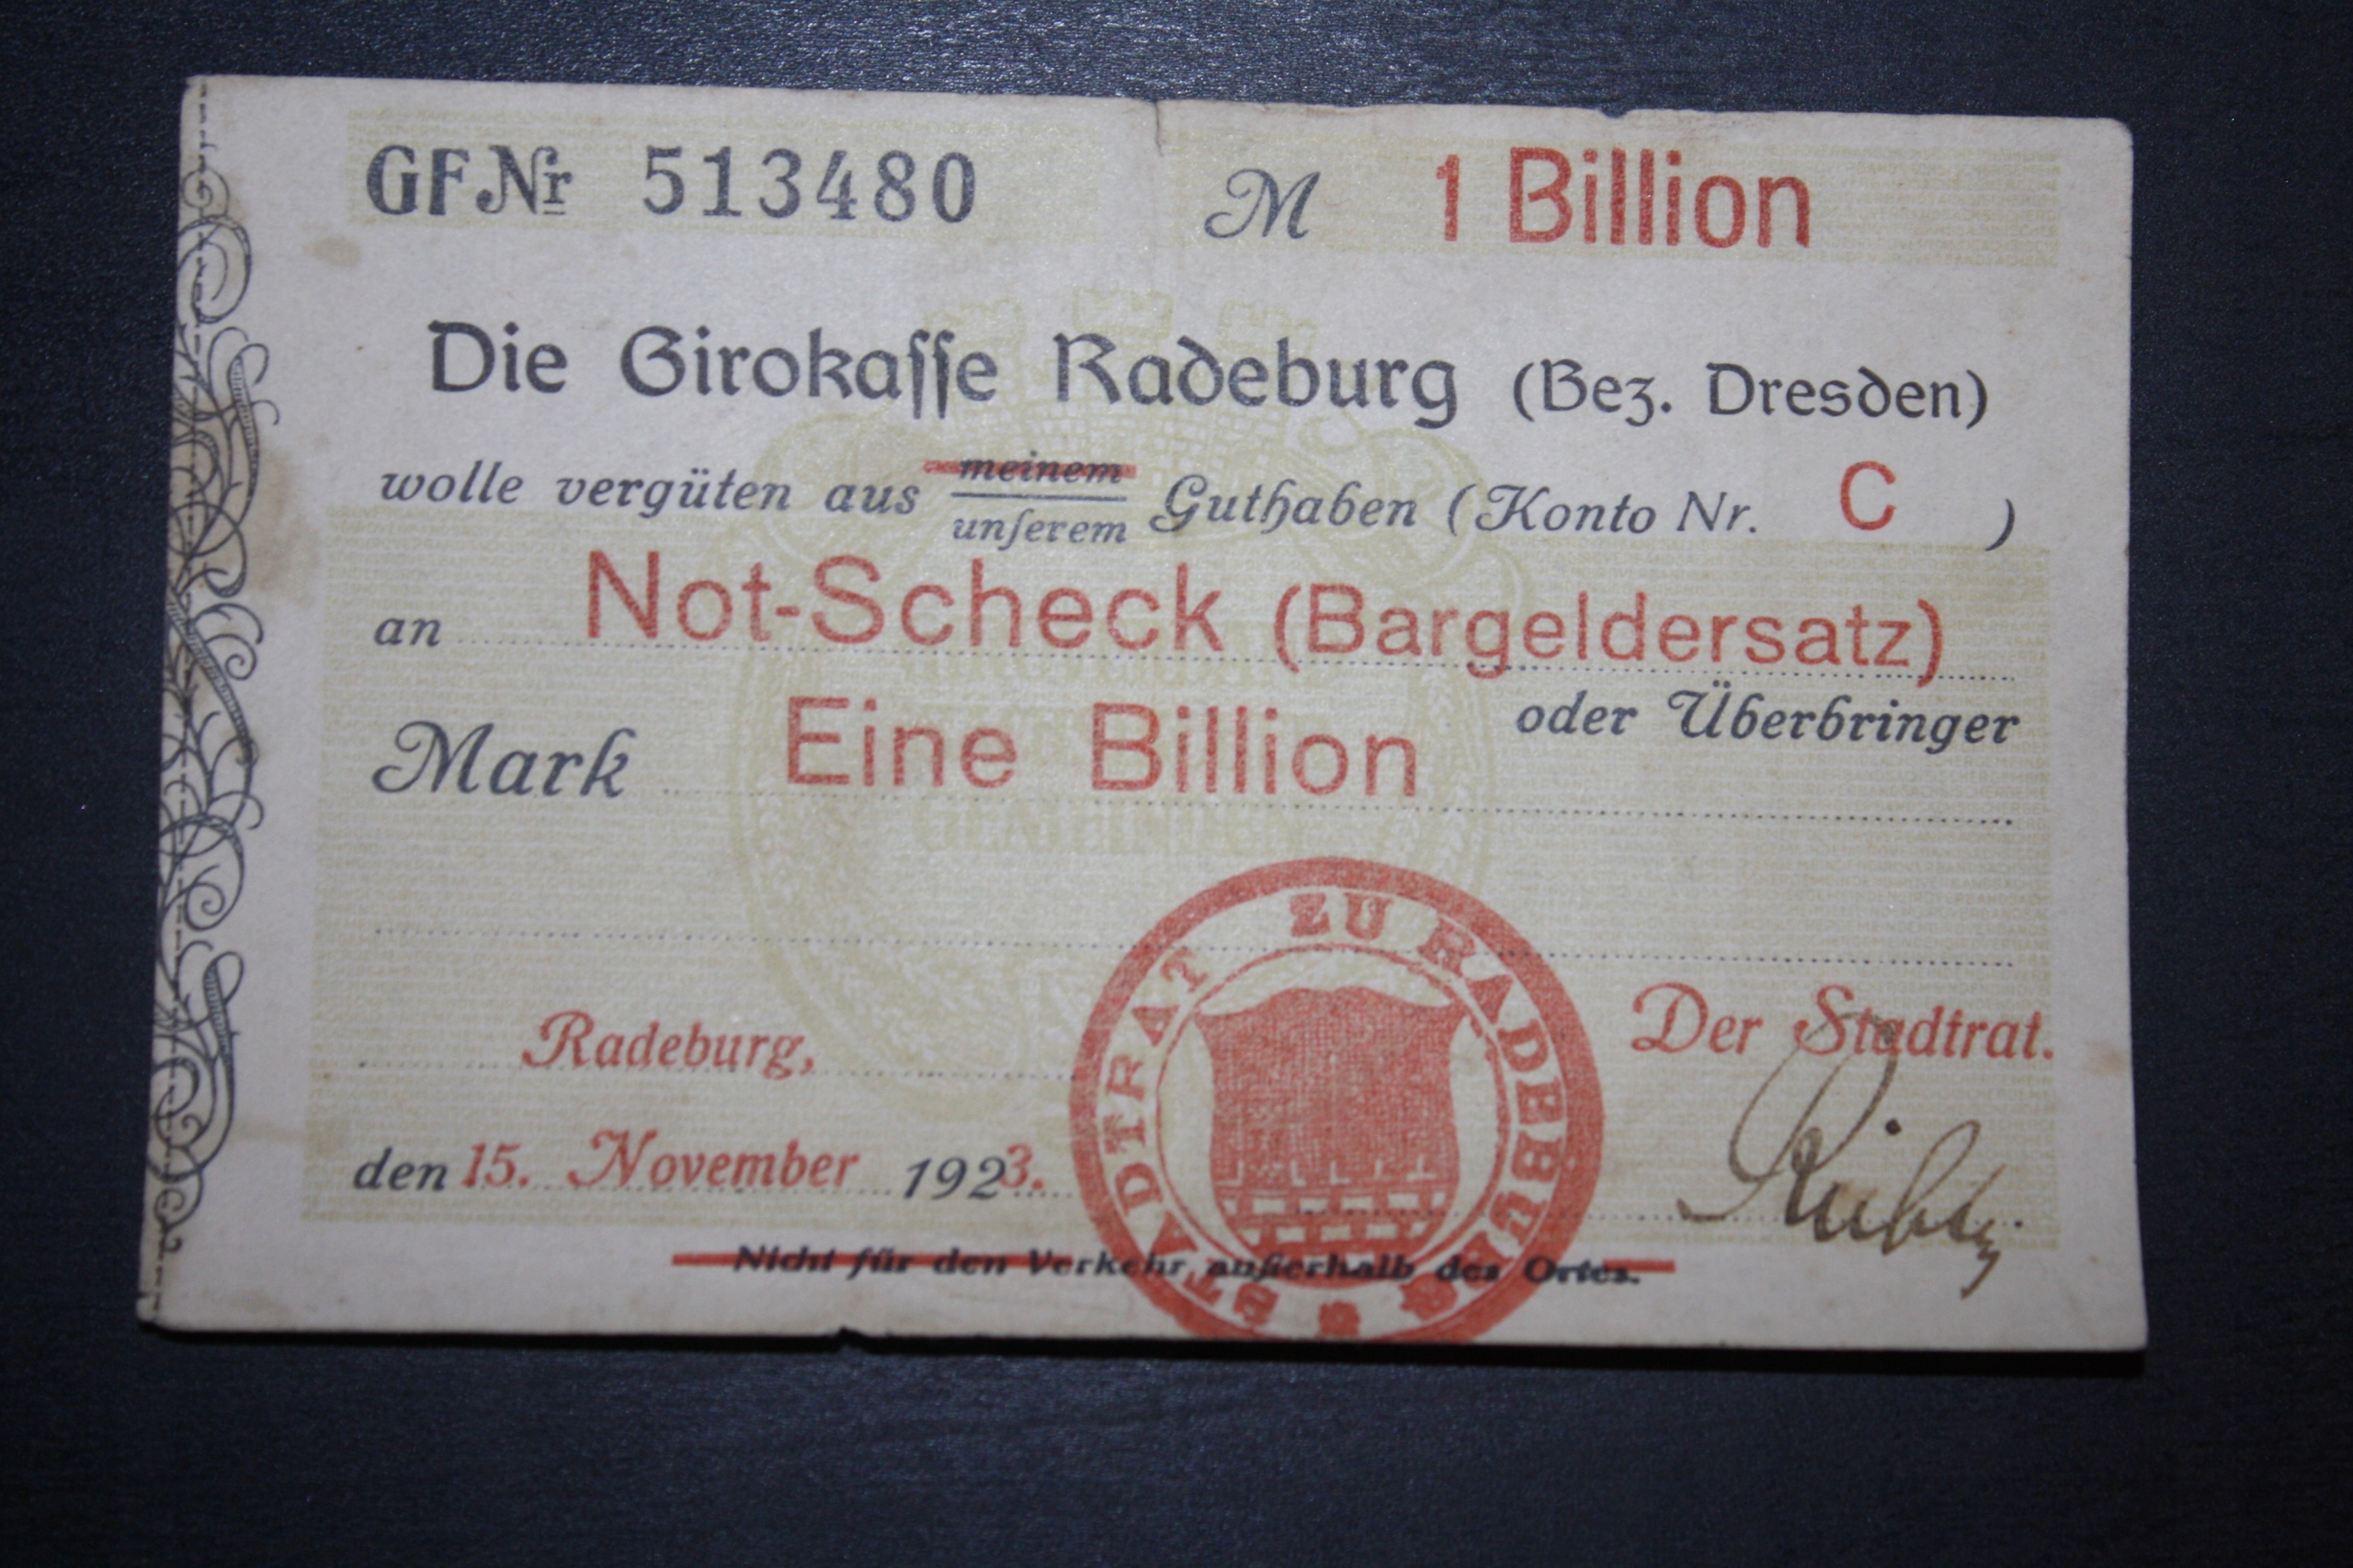 GF Nr 513480 M 1 Billion
Die Girokasse Radeburg (Bez. Dresden)
wolle vergüten aus meinem
unserem Guthaben (Konto Nr. C )
an Not-Scheck (Bargeldersatz)
oder Überbringer
Mark Eine Billion
STADTRAT ZU RADEBURG
Radeburg, Der Stadtrat.
den 15. November 1923.
Nicht für den Verkehr außerhalb des Ortes.